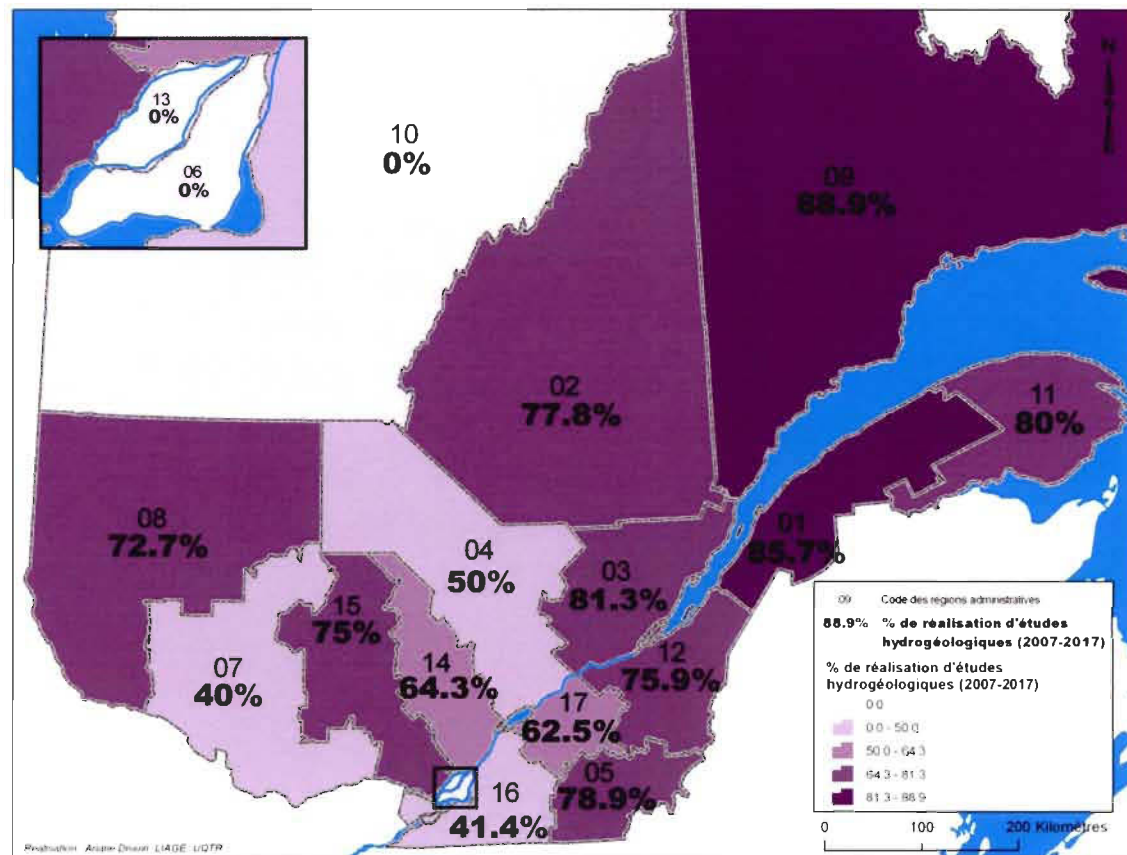 13
0%
06
0%
10
0%
09
88.9%
N
02
77.8%
11
80%
08
72.7%
04
50%
03
81.3%
01
85.7%
15
75%
07
40%
14
64.3%
12
75.9%
17
62.5%
05
78.9%
16
41.4%
09 Code des regions administratives
88.9% % de réalisation d'études
hydrogéologiques (2007-2017)
% de réalisation d'études
hydrogéologiques (2007-2017)
0.0
0.0 - 50.0
50.0 - 64.3
64.3 - 81.3
81.3 - 88.9
0 100 200 Kilomètres
LIAGE UQTR